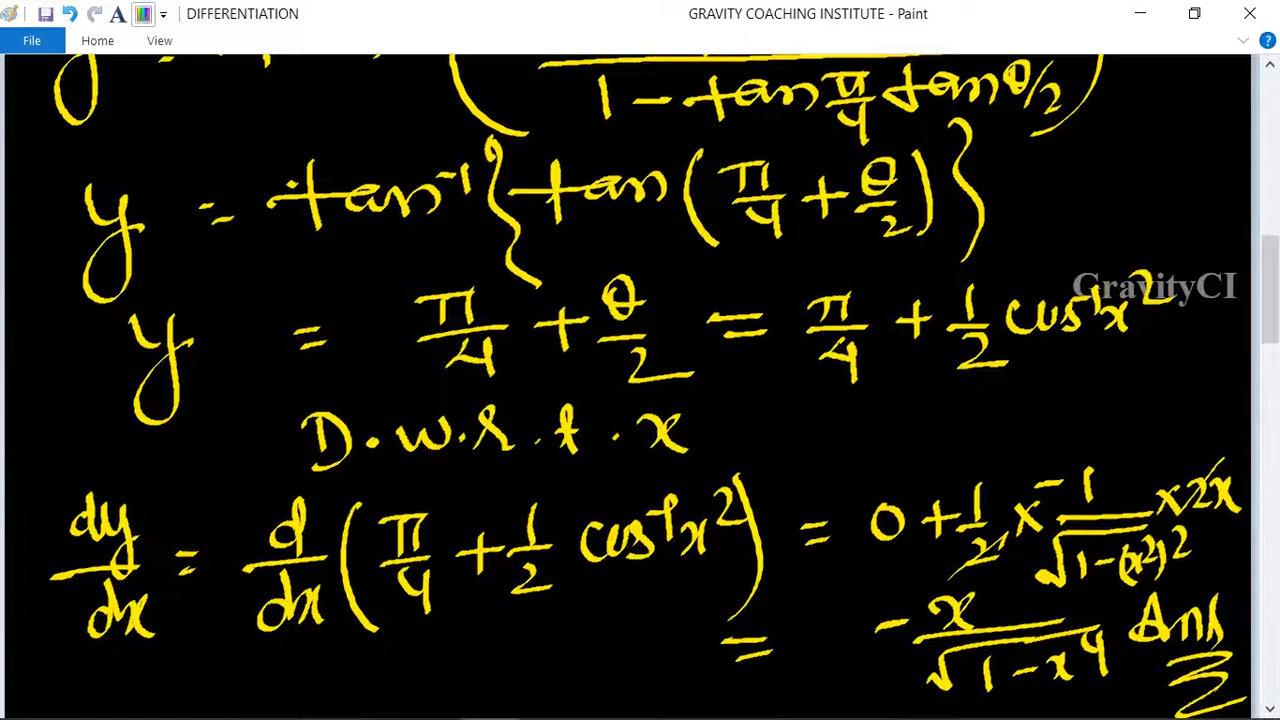 DIFFERENTIATION
GRAVITY COACHING INSTITUTE - Paint
File Home View
1 - tan π/4 tan θ/2 )
y = tan⁻¹ { tan ( π/4 + θ/2 ) }
GravityCI
y = π/4 + θ/2 = π/4 + 1/2 cos⁻¹x²
D.w.r.t.x
dy/dx = d/dx ( π/4 + 1/2 cos⁻¹x² ) = 0 + 1/2 × -1/√1-(x²)² × 2x
= -x/√1-x⁴ Ans